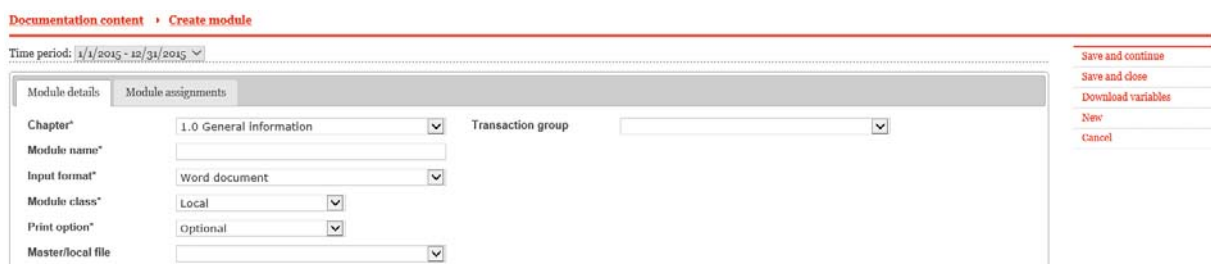 Documentation content ▸ Create module
Time period: 1/1/2015 - 12/31/2015
Save and continue
Save and close
Download variables
New
Cancel
Module details Module assignments
Chapter* 1.0 General information Transaction group
Module name*
Input format* Word document
Module class* Local
Print option* Optional
Master/local file